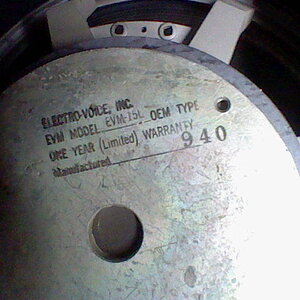 ELECTRO-VOICE, INC.
EVM MODEL EVM-15L OEM TYPE
ONE YEAR (Limited) WARRANTY
Manufactured 940